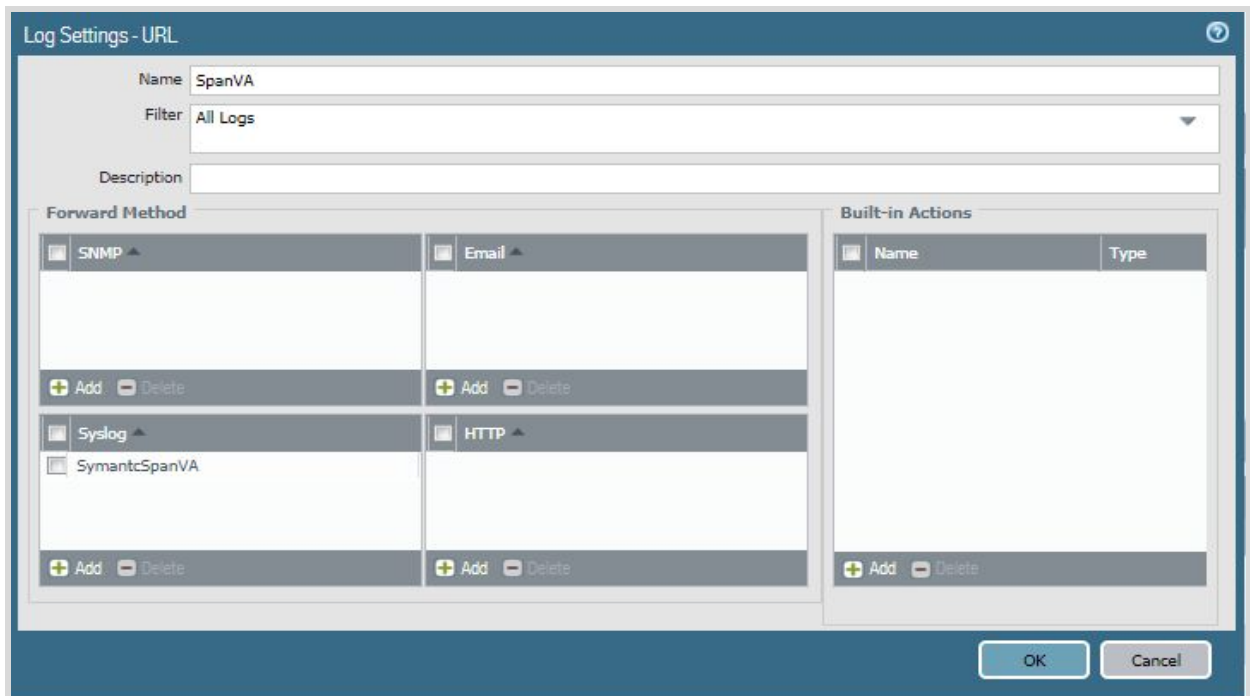 Log Settings - URL
Name SpanVA
Filter All Logs
Description
Forward Method
SNMP
Email
Add Delete
Add Delete
Syslog
HTTP
SymantcSpanVA
Add Delete
Add Delete
Built-in Actions
Name Type
Add Delete
OK Cancel